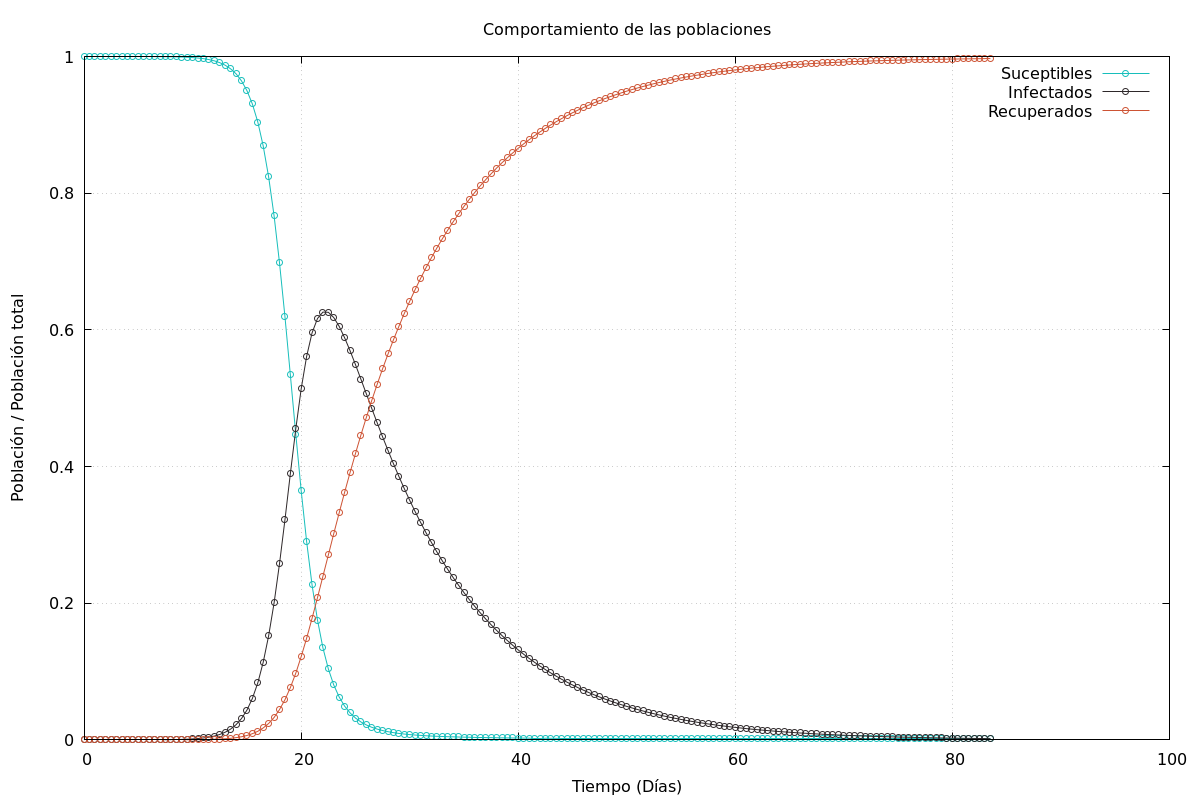 Comportamiento de las poblaciones
1
0.8
0.6
0.4
0.2
0
Población / Población total
Suceptibles
Infectados
Recuperados
0 20 40 60 80 100
Tiempo (Días)